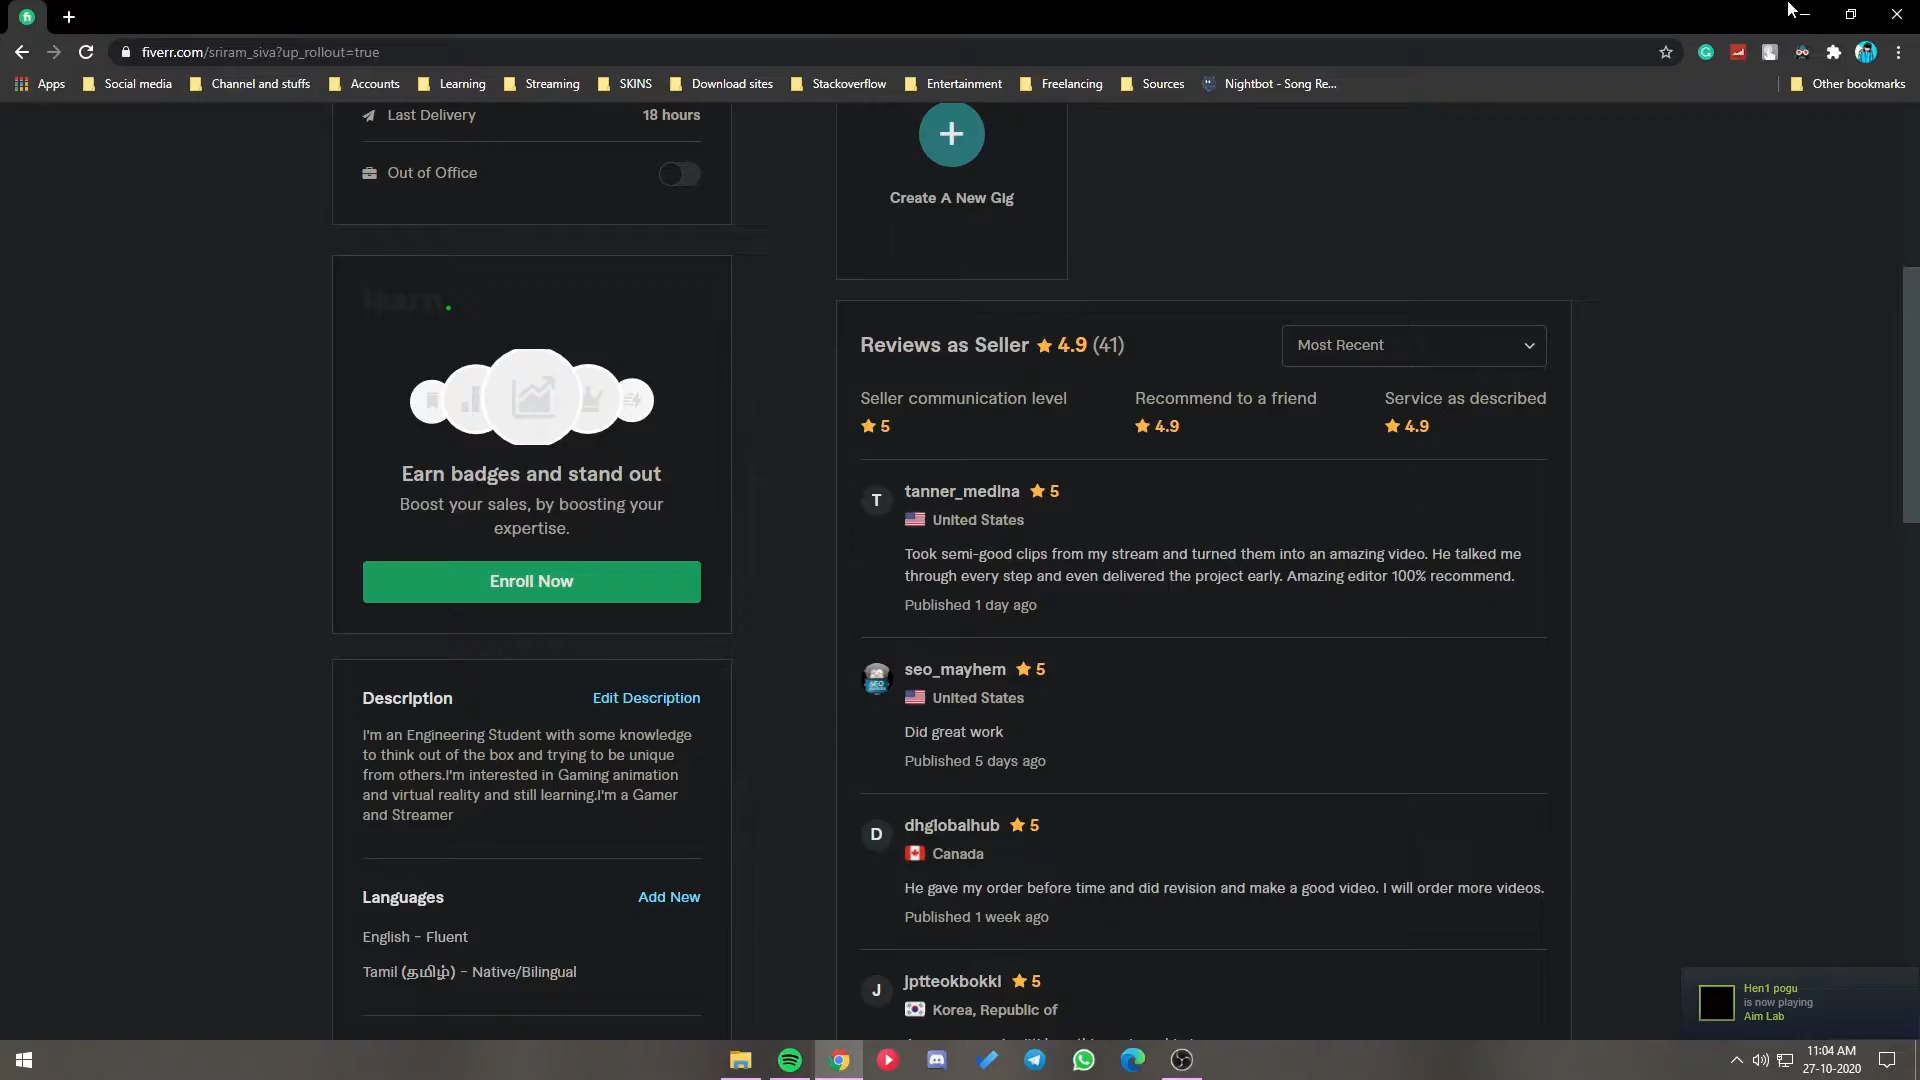 fiverr.com/sriram_siva?up_rollout=true
Apps
Social media
Channel and stuffs
Accounts
Learning
Streaming
SKINS
Download sites
Stackoverflow
Entertainment
Freelancing
Sources
Nightbot - Song Re...
Other bookmarks
Last Delivery
18 hours
Out of Office
learn.
Earn badges and stand out
Boost your sales, by boosting your
expertise.
Enroll Now
Description
Edit Description
I'm an Engineering Student with some knowledge
to think out of the box and trying to be unique
from others.I'm interested in Gaming animation
and virtual reality and still learning.I'm a Gamer
and Streamer
Languages
Add New
English - Fluent
Tamil (தமிழ்) - Native/Bilingual
Create A New Gig
Reviews as Seller 4.9 (41)
Most Recent
Seller communication level
5
Recommend to a friend
4.9
Service as described
4.9
T
tanner_medina 5
United States
Took semi-good clips from my stream and turned them into an amazing video. He talked me
through every step and even delivered the project early. Amazing editor 100% recommend.
Published 1 day ago
SEO
seo_mayhem 5
United States
Did great work
Published 5 days ago
D
dhglobalhub 5
Canada
He gave my order before time and did revision and make a good video. I will order more videos.
Published 1 week ago
J
jptteokbokki 5
Korea, Republic of
Hen1 pogu
is now playing
Aim Lab
11:04 AM
27-10-2020